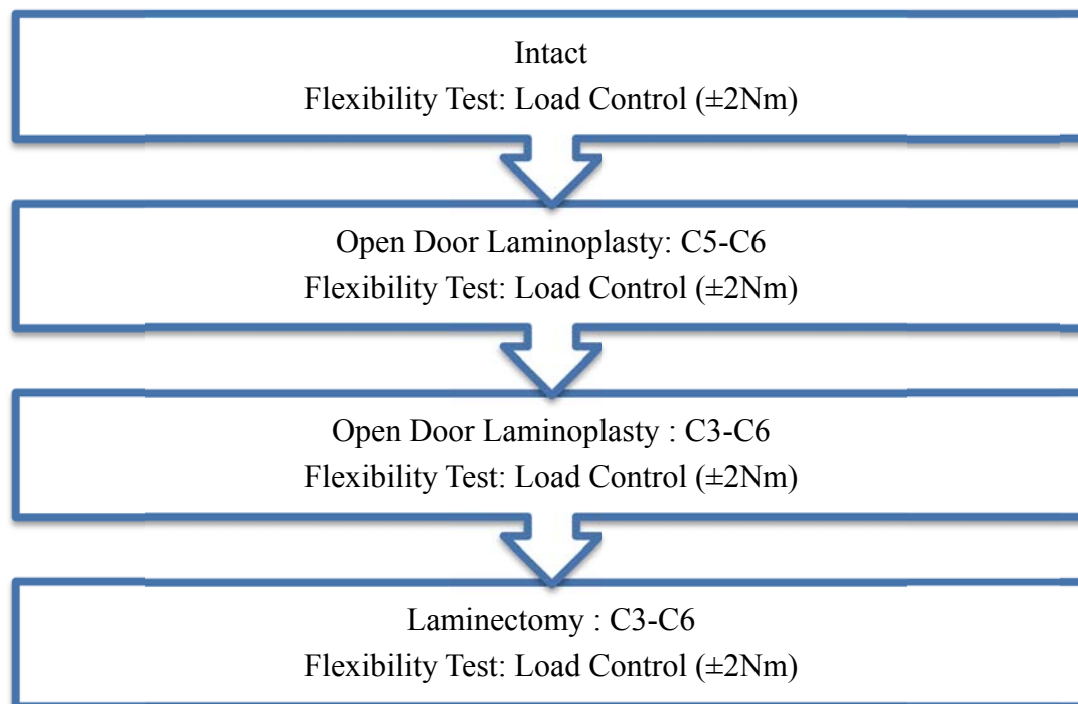 Intact
Flexibility Test: Load Control (±2Nm)
Open Door Laminoplasty: C5-C6
Flexibility Test: Load Control (±2Nm)
Open Door Laminoplasty : C3-C6
Flexibility Test: Load Control (±2Nm)
Laminectomy : C3-C6
Flexibility Test: Load Control (±2Nm)